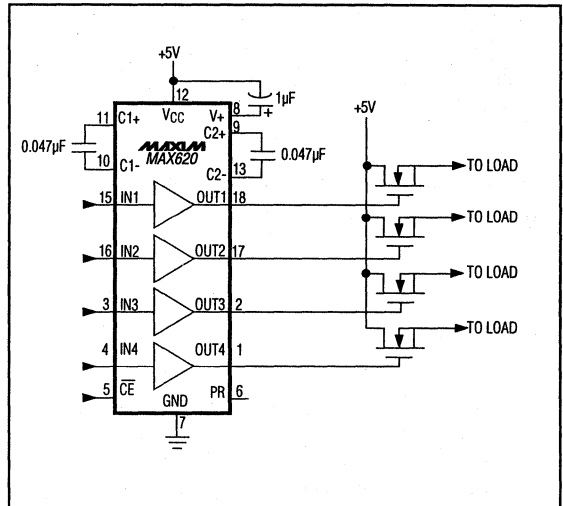 +5V
12
VCC
11 C1+
V+ 8
1µF
+
C2+ 9
0.047µF
MAXIM
MAX620
0.047µF
10 C1-
C2- 13
15 IN1
OUT1 18
16 IN2
OUT2 17
3 IN3
OUT3 2
4 IN4
OUT4 1
5 CE
PR 6
GND
7
+5V
TO LOAD
TO LOAD
TO LOAD
TO LOAD